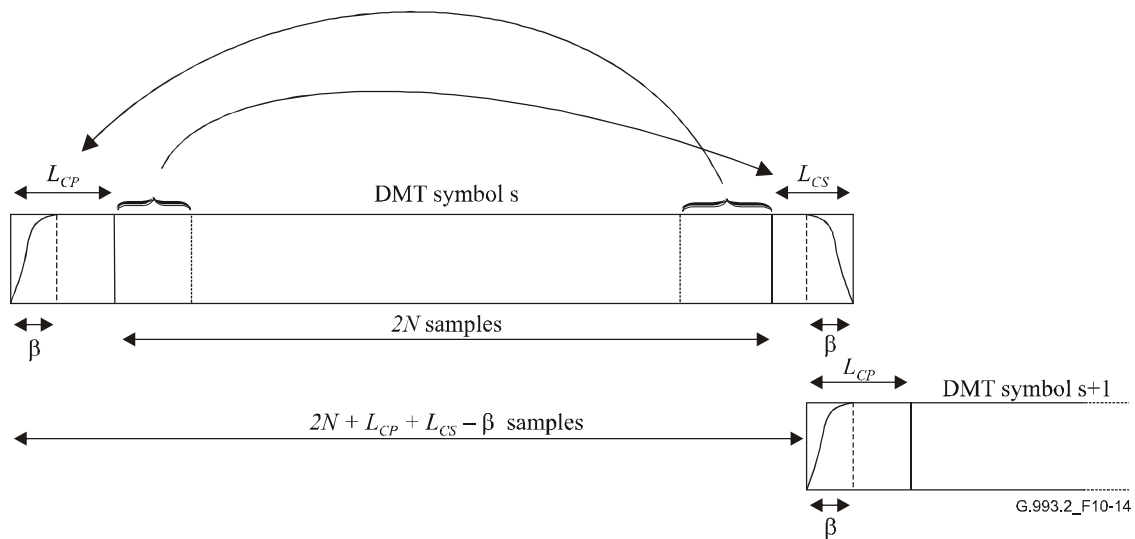 L_CP
DMT symbol s
L_CS
β
2N samples
β
L_CP
DMT symbol s+1
2N + L_CP + L_CS – β samples
β
G.993.2_F10-14